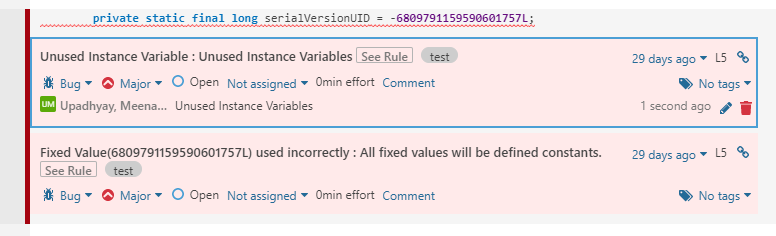 private static final long serialVersionUID = -6809791159590601757L;
Unused Instance Variable : Unused Instance Variables See Rule test 29 days ago L5
Bug Major Open Not assigned 0min effort Comment No tags
UM Upadhyay, Meena... Unused Instance Variables 1 second ago
Fixed Value(6809791159590601757L) used incorrectly : All fixed values will be defined constants. 29 days ago L5
See Rule test
Bug Major Open Not assigned 0min effort Comment No tags